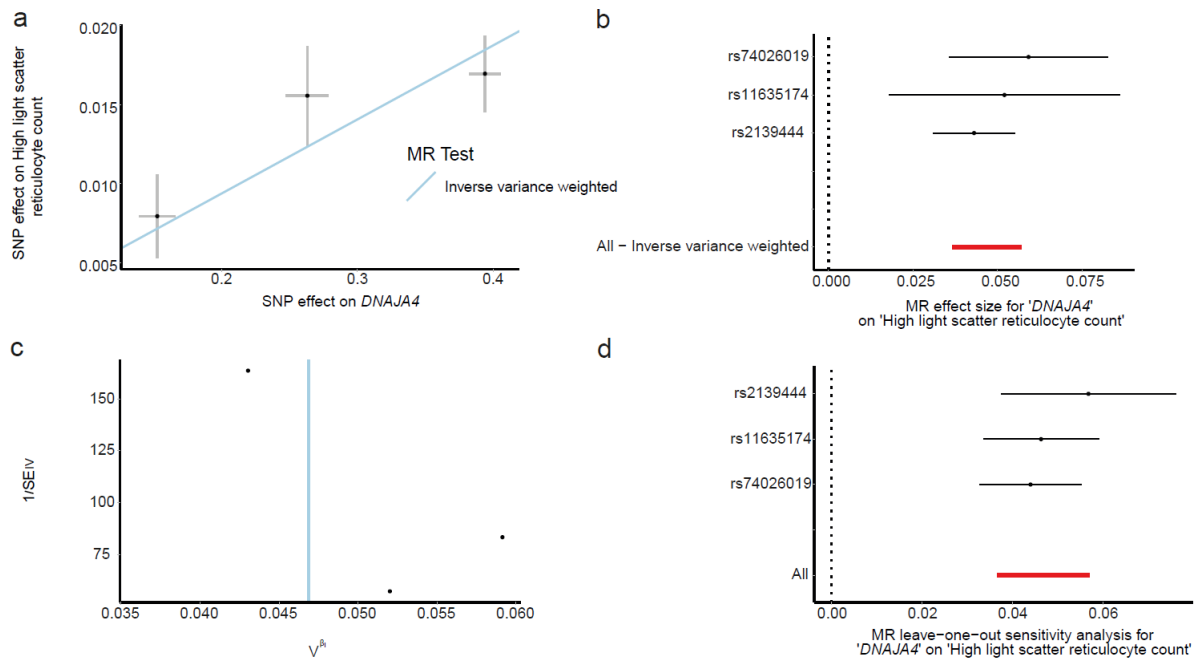 a
SNP effect on High light scatter
reticulocyte count
0.020
0.015
0.010
0.005
0.2
0.3
0.4
SNP effect on DNAJA4
MR Test
Inverse variance weighted
b
rs74026019
rs11635174
rs2139444
All − Inverse variance weighted
0.000
0.025
0.050
0.075
MR effect size for 'DNAJA4'
on 'High light scatter reticulocyte count'
c
1/SEIV
150
125
100
75
0.035
0.040
0.045
0.050
0.055
0.060
Vβı
d
rs2139444
rs11635174
rs74026019
All
0.00
0.02
0.04
0.06
MR leave−one−out sensitivity analysis for
'DNAJA4' on 'High light scatter reticulocyte count'